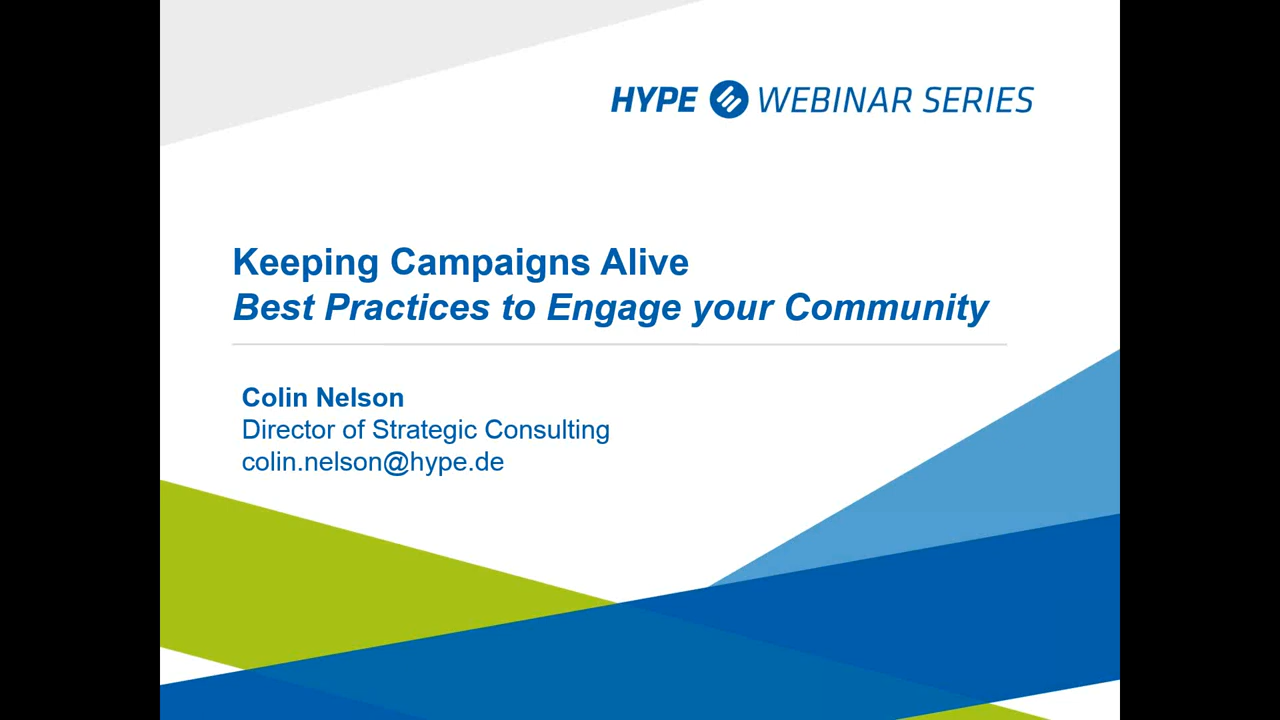 HYPE WEBINAR SERIES
Keeping Campaigns Alive
Best Practices to Engage your Community
Colin Nelson
Director of Strategic Consulting
colin.nelson@hype.de